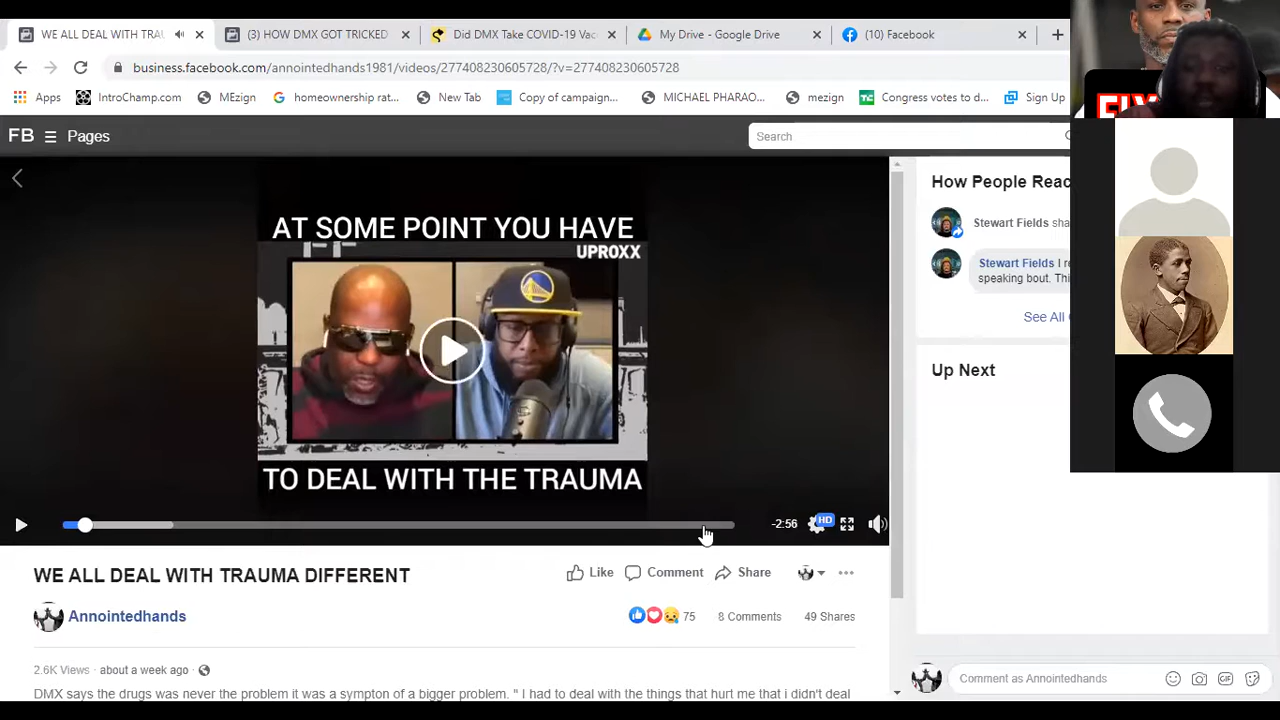 WE ALL DEAL WITH TRAU
(3) HOW DMX GOT TRICKED
Did DMX Take COVID-19 Vac
My Drive - Google Drive
(10) Facebook
business.facebook.com/annointedhands1981/videos/277408230605728/?v=277408230605728
Apps
IntroChamp.com
MEzign
homeownership rat...
New Tab
Copy of campaign...
MICHAEL PHARAO...
mezign
Congress votes to d...
Sign Up
FB
Pages
Search
AT SOME POINT YOU HAVE
UPROXX
TO DEAL WITH THE TRAUMA
-2:56
HD
WE ALL DEAL WITH TRAUMA DIFFERENT
Like
Comment
Share
Annointedhands
75
8 Comments
49 Shares
2.6K Views · about a week ago
DMX says the drugs was never the problem it was a sympton of a bigger problem. " I had to deal with the things that hurt me that i didn't deal
How People Reac
Stewart Fields sha
Stewart Fields I re
speaking bout. Thi
See All
Up Next
Comment as Annointedhands
GIF